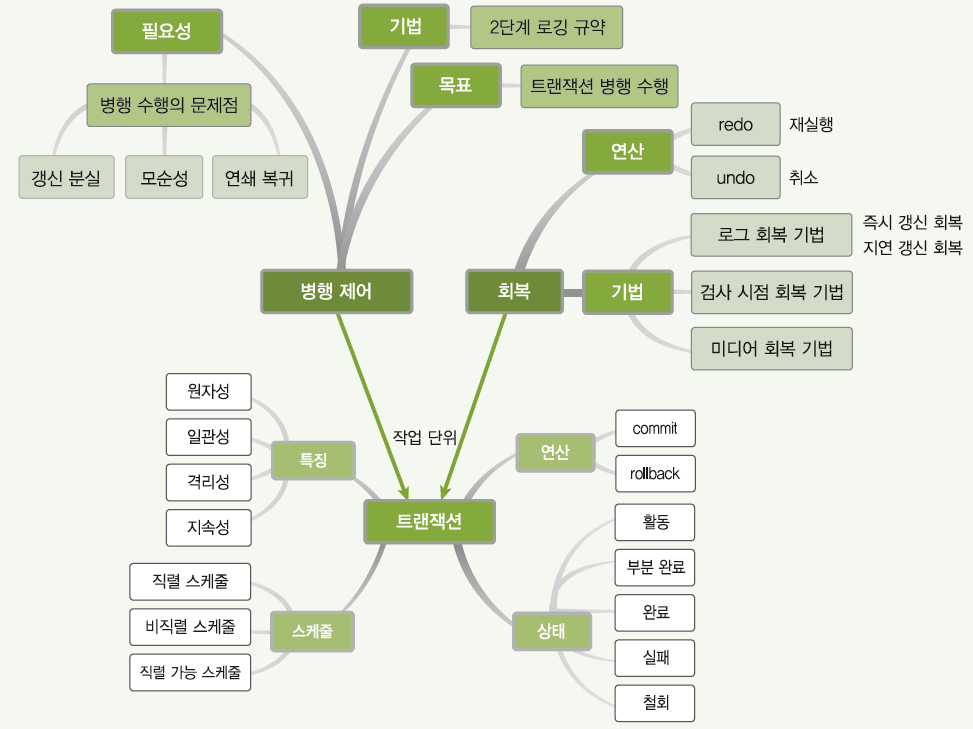 필요성
병행 수행의 문제점
갱신 분실
모순성
연쇄 복귀
기법
2단계 로깅 규약
목표
트랜잭션 병행 수행
병행 제어
회복
연산
redo
재실행
undo
취소
기법
로그 회복 기법
즉시 갱신 회복
지연 갱신 회복
검사 시점 회복 기법
미디어 회복 기법
작업 단위
트랜잭션
특징
원자성
일관성
격리성
지속성
스케줄
직렬 스케줄
비직렬 스케줄
직렬 가능 스케줄
연산
commit
rollback
상태
활동
부분 완료
완료
실패
철회